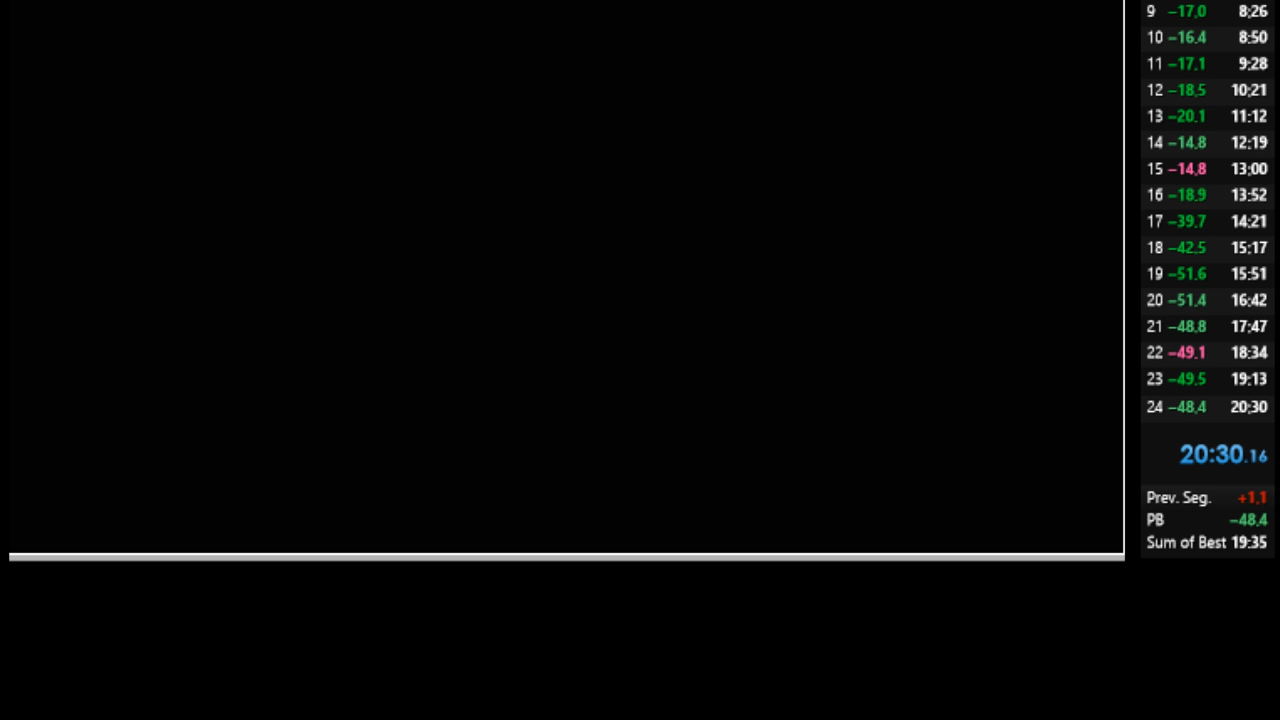 9 −17.0 8:26
10 −16.4 8:50
11 −17.1 9:28
12 −18.5 10:21
13 −20.1 11:12
14 −14.8 12:19
15 −14.8 13:00
16 −18.9 13:52
17 −39.7 14:21
18 −42.5 15:17
19 −51.6 15:51
20 −51.4 16:42
21 −48.8 17:47
22 −49.1 18:34
23 −49.5 19:13
24 −48.4 20:30
20:30.16
Prev. Seg. +1.1
PB −48.4
Sum of Best 19:35